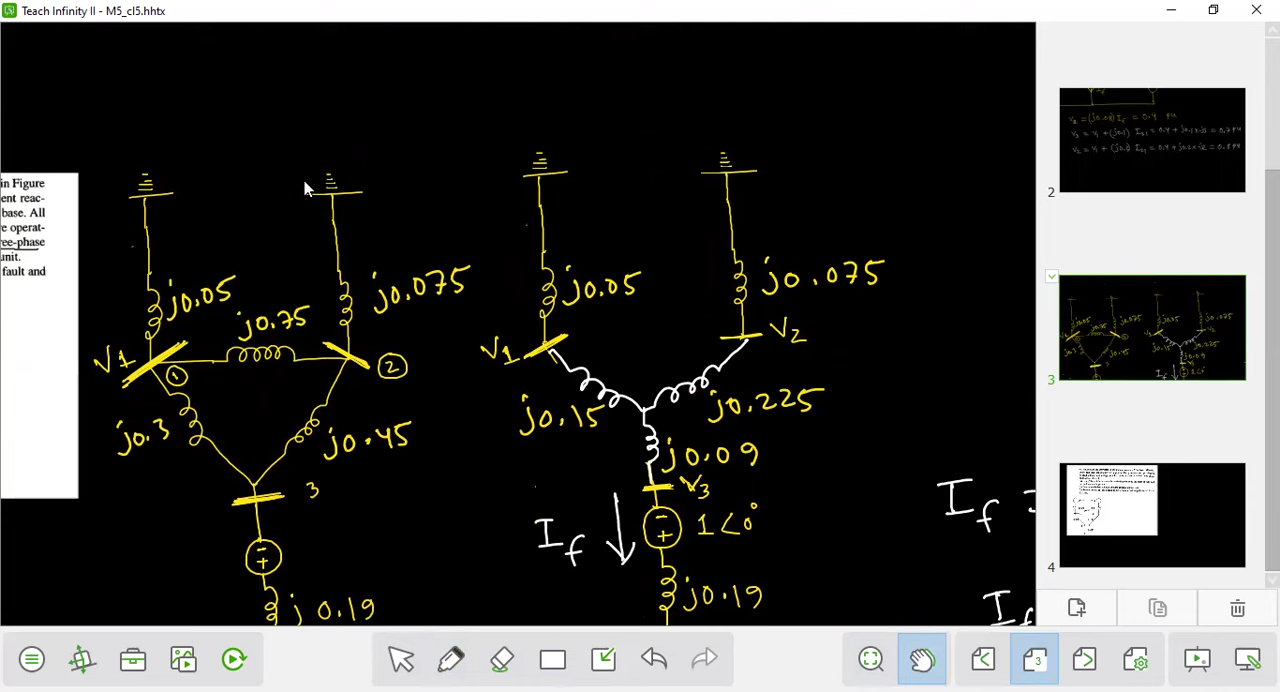 Teach Infinity II - M5_cl5.hhtx
in Figure
ent reac-
base. All
e operat-
ree-phase
unit.
fault and
j0.05
j0.075
j0.75
V1
1
2
j0.3
j0.45
3
j0.19
j0.05
j0.075
V1
V2
j0.15
j0.225
j0.09
V3
If
1<0°
j0.19
If =
If
2
3
4
3